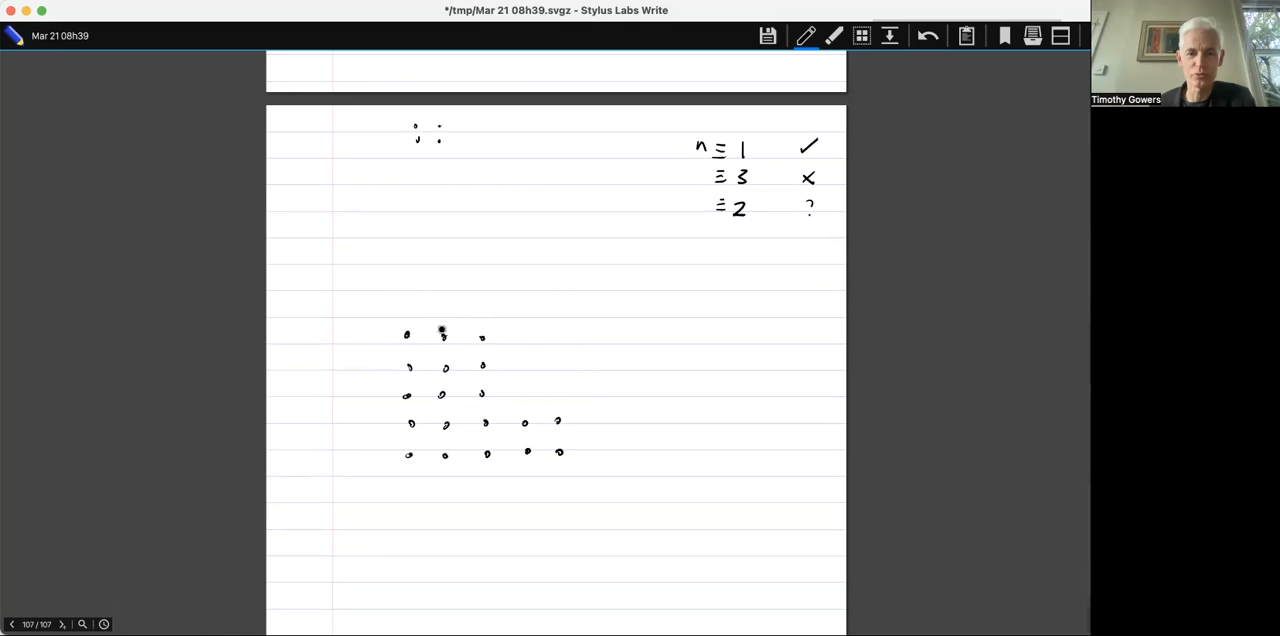 */tmp/Mar 21 08h39.svgz - Stylus Labs Write
Mar 21 08h39
Timothy Gowers
n ≡ 1 ✓
≡ 3 ×
≡ 2 ?
107 / 107